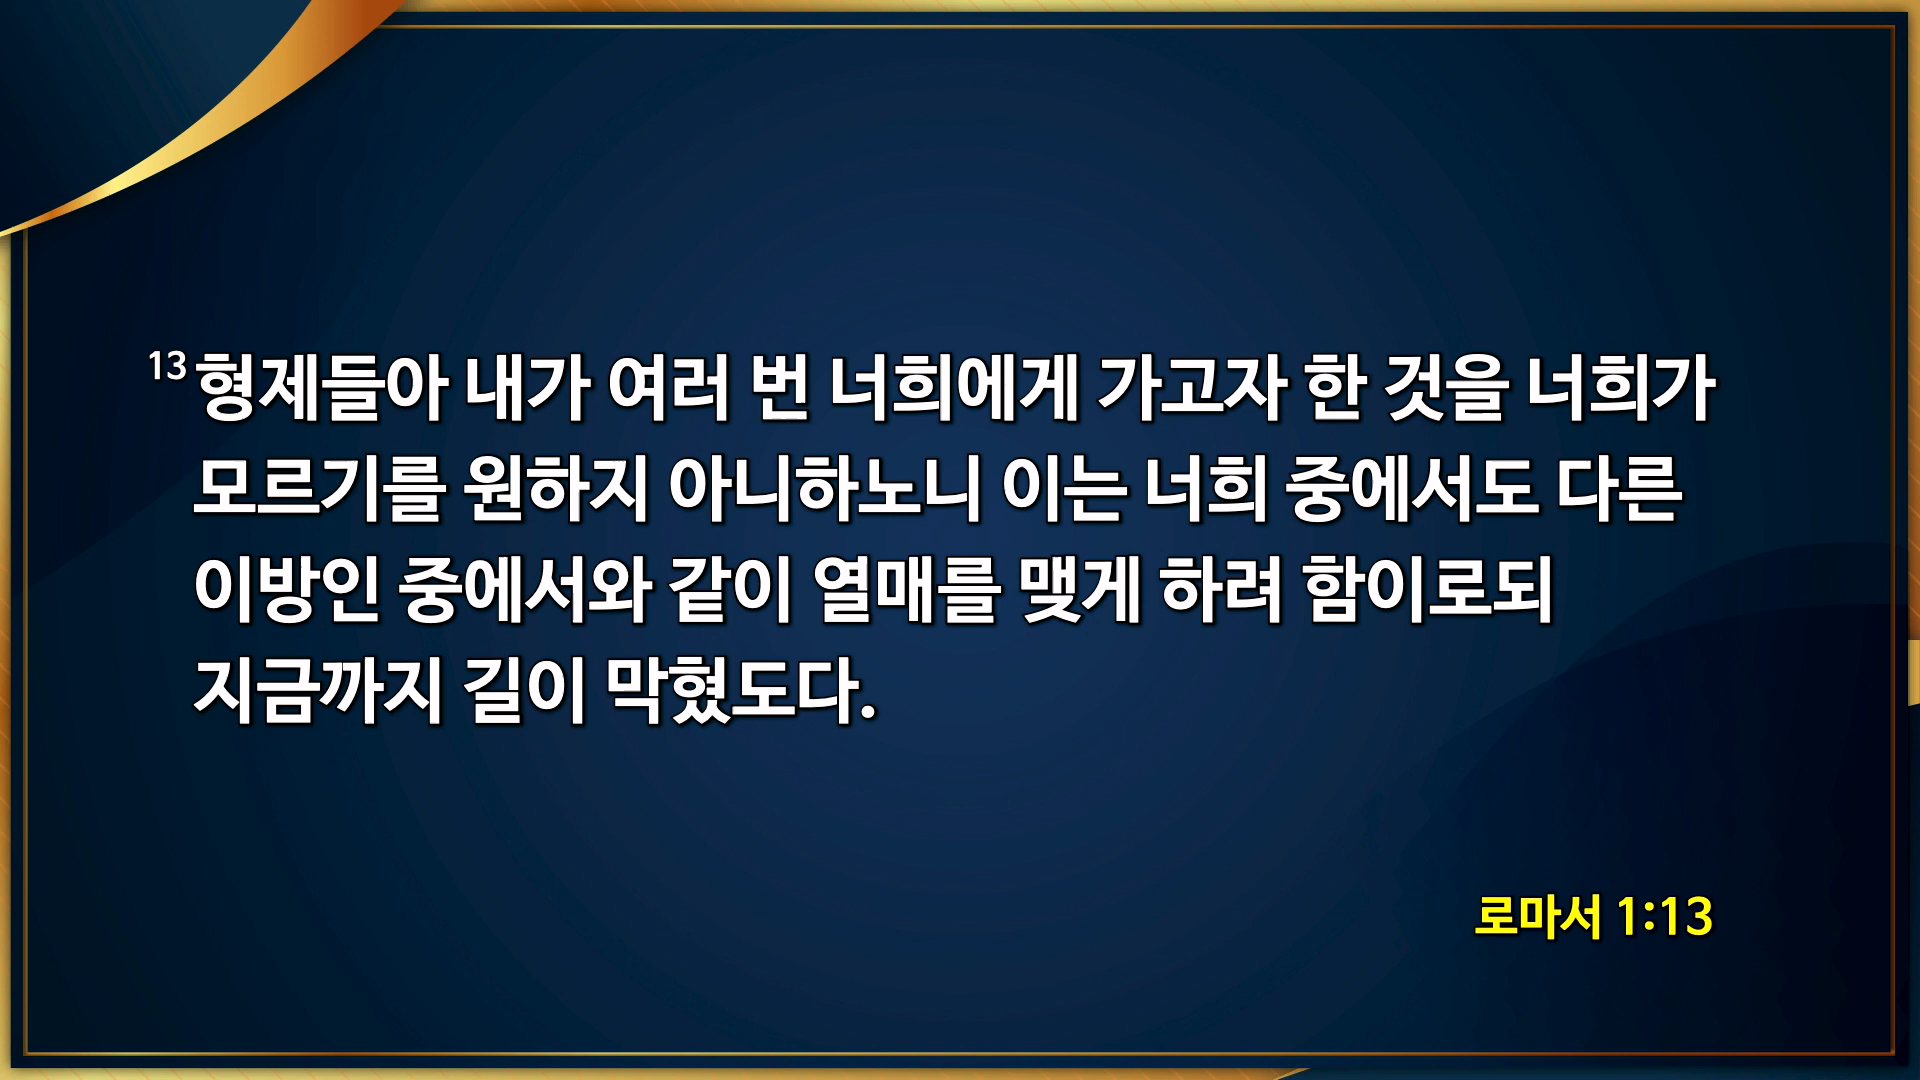 13 형제들아 내가 여러 번 너희에게 가고자 한 것을 너희가
모르기를 원하지 아니하노니 이는 너희 중에서도 다른
이방인 중에서와 같이 열매를 맺게 하려 함이로되
지금까지 길이 막혔도다.
로마서 1:13